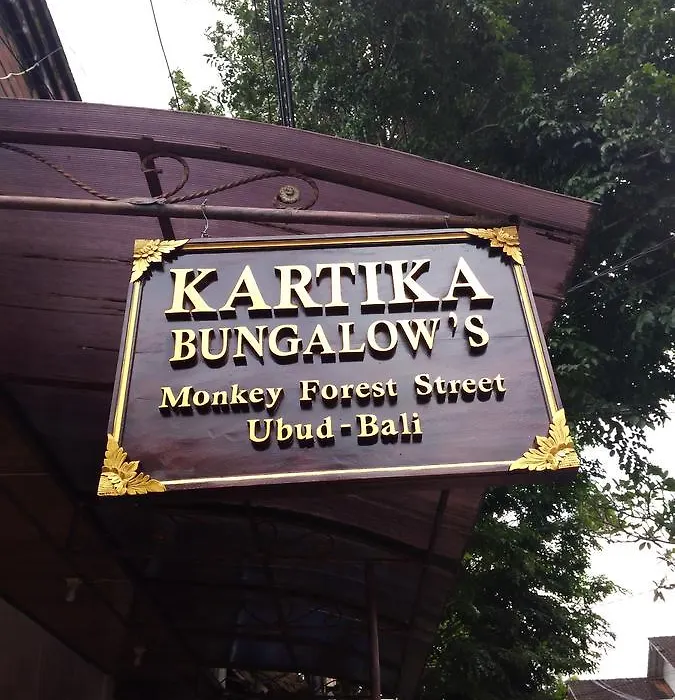 KARTIKA
BUNGALOW'S
Monkey Forest Street
Ubud-Bali